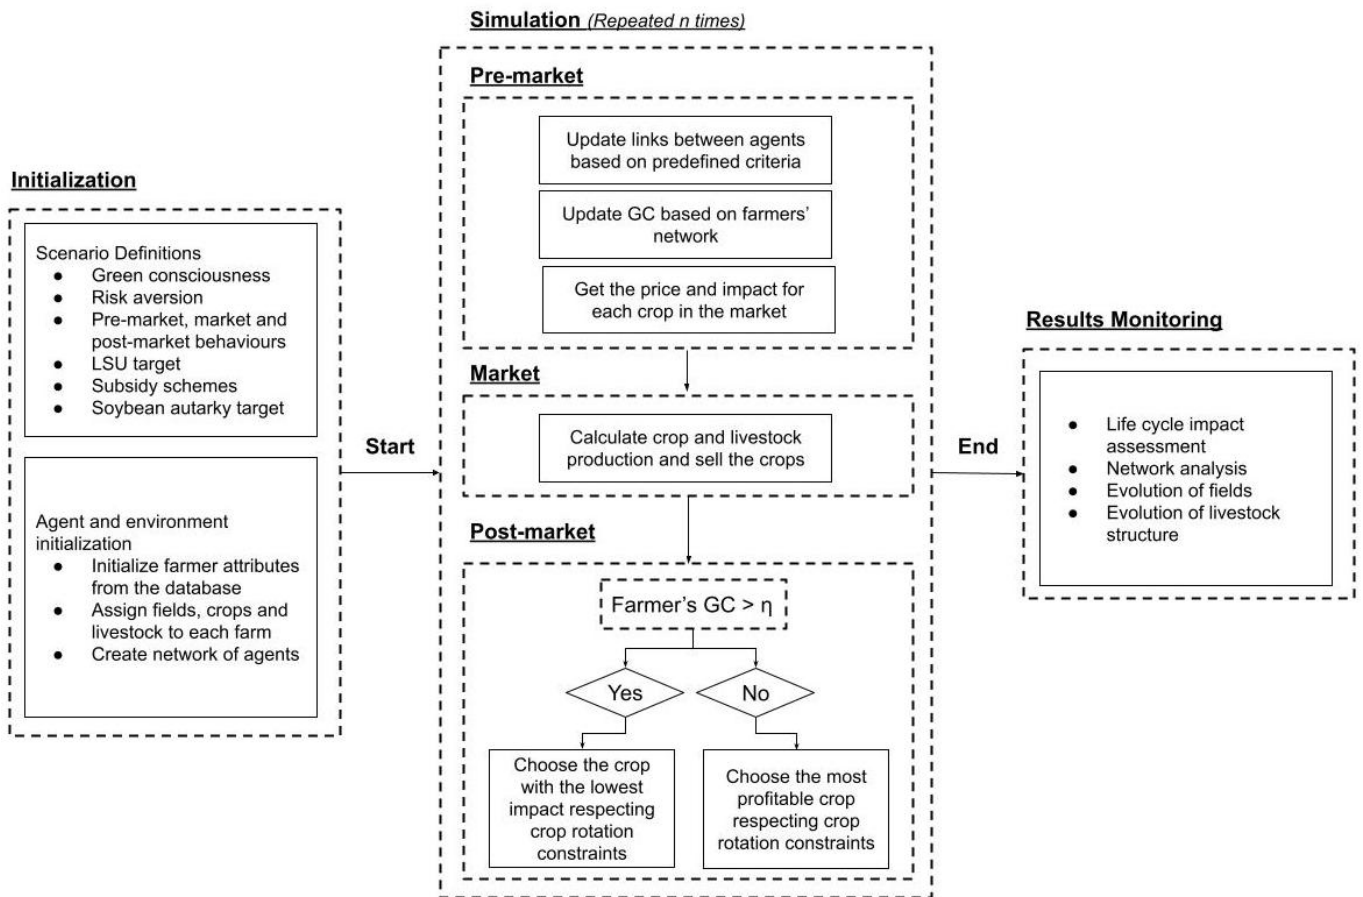 Initialization
Scenario Definitions
● Green consciousness
● Risk aversion
● Pre-market, market and
post-market behaviours
● LSU target
● Subsidy schemes
● Soybean autarky target
Agent and environment
initialization
● Initialize farmer attributes
from the database
● Assign fields, crops and
livestock to each farm
● Create network of agents
Start
Simulation (Repeated n times)
Pre-market
Update links between agents
based on predefined criteria
Update GC based on farmers’
network
Get the price and impact for
each crop in the market
Market
Calculate crop and livestock
production and sell the crops
Post-market
Farmer’s GC > η
Yes
No
Choose the crop
with the lowest
impact respecting
crop rotation
constraints
Choose the most
profitable crop
respecting crop
rotation constraints
End
Results Monitoring
● Life cycle impact
assessment
● Network analysis
● Evolution of fields
● Evolution of livestock
structure